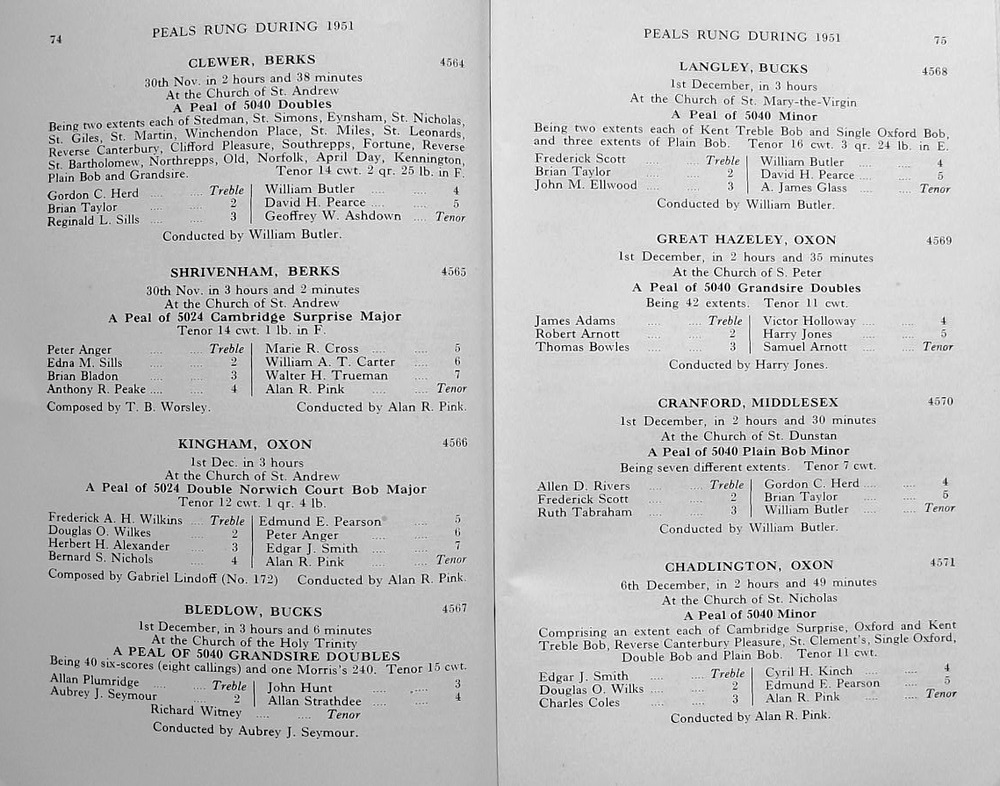 74
PEALS RUNG DURING 1951
CLEWER, BERKS 4564
30th Nov. in 2 hours and 38 minutes
At the Church of St. Andrew
A Peal of 5040 Doubles
Being two extents each of Stedman, St. Simons, Eynsham, St. Nicholas,
St. Giles, St. Martin, Winchendon Place, St. Miles, St. Leonards,
Reverse Canterbury, Clifford Pleasure, Southrepps, Fortune, Reverse
St. Bartholomew, Northrepps, Old, Norfolk, April Day, Kennington,
Plain Bob and Grandsire. Tenor 14 cwt. 2 qr. 25 lb. in F.
Gordon C. Herd .... .... Treble William Butler .... .... 4
Brian Taylor .... .... 2 David H. Pearce .... .... 5
Reginald L. Sills .... .... 3 Geoffrey W. Ashdown .... Tenor
Conducted by William Butler.
SHRIVENHAM, BERKS 4565
30th Nov. in 3 hours and 2 minutes
At the Church of St. Andrew
A Peal of 5024 Cambridge Surprise Major
Tenor 14 cwt. 1 lb. in F.
Peter Anger .... .... Treble Marie R. Cross .... .... 5
Edna M. Sills .... .... 2 William A. T. Carter .... 6
Brian Bladon .... .... 3 Walter H. Trueman .... 7
Anthony R. Peake .... .... 4 Alan R. Pink .... .... Tenor
Composed by T. B. Worsley. Conducted by Alan R. Pink.
KINGHAM, OXON 4566
1st Dec. in 3 hours
At the Church of St. Andrew
A Peal of 5024 Double Norwich Court Bob Major
Tenor 12 cwt. 1 qr. 4 lb.
Frederick A. H. Wilkins .... Treble Edmund E. Pearson .... 5
Douglas O. Wilkes .... 2 Peter Anger .... .... 6
Herbert H. Alexander .... 3 Edgar J. Smith .... .... 7
Bernard S. Nichols .... 4 Alan R. Pink .... .... Tenor
Composed by Gabriel Lindoff (No. 172) Conducted by Alan R. Pink.
BLEDLOW, BUCKS 4567
1st December, in 3 hours and 6 minutes
At the Church of the Holy Trinity
A PEAL OF 5040 GRANDSIRE DOUBLES
Being 40 six-scores (eight callings) and one Morris's 240. Tenor 15 cwt.
Allan Plumridge .... .... Treble John Hunt .... .... 3
Aubrey J. Seymour .... 2 Allan Strathdee .... .... 4
Richard Witney .... .... Tenor
Conducted by Aubrey J. Seymour.
PEALS RUNG DURING 1951
75
LANGLEY, BUCKS 4568
1st December, in 3 hours
At the Church of St. Mary-the-Virgin
A Peal of 5040 Minor
Being two extents each of Kent Treble Bob and Single Oxford Bob,
and three extents of Plain Bob. Tenor 16 cwt. 3 qr. 24 lb. in E.
Frederick Scott .... .... Treble William Butler .... .... 4
Brian Taylor .... .... 2 David H. Pearce .... .... 5
John M. Ellwood .... .... 3 A. James Glass .... .... Tenor
Conducted by William Butler.
GREAT HAZELEY, OXON 4569
1st December, in 2 hours and 35 minutes
At the Church of S. Peter
A Peal of 5040 Grandsire Doubles
Being 42 extents. Tenor 11 cwt.
James Adams .... .... Treble Victor Holloway .... .... 4
Robert Arnott .... .... 2 Harry Jones .... .... 5
Thomas Bowles .... .... 3 Samuel Arnott .... .... Tenor
Conducted by Harry Jones.
CRANFORD, MIDDLESEX 4570
1st December, in 2 hours and 30 minutes
At the Church of St. Dunstan
A Peal of 5040 Plain Bob Minor
Being seven different extents. Tenor 7 cwt.
Allen D. Rivers .... .... Treble Gordon C. Herd .... .... 4
Frederick Scott .... .... 2 Brian Taylor .... .... 5
Ruth Tabraham .... .... 3 William Butler .... .... Tenor
Conducted by William Butler.
CHADLINGTON, OXON 4571
6th December, in 2 hours and 49 minutes
At the Church of St. Nicholas
A Peal of 5040 Minor
Comprising an extent each of Cambridge Surprise, Oxford and Kent
Treble Bob, Reverse Canterbury Pleasure, St. Clement's, Single Oxford,
Double Bob and Plain Bob. Tenor 11 cwt.
Edgar J. Smith .... .... Treble Cyril H. Kinch .... .... 4
Douglas O. Wilks .... .... 2 Edmund E. Pearson .... 5
Charles Coles .... .... 3 Alan R. Pink .... .... Tenor
Conducted by Alan R. Pink.